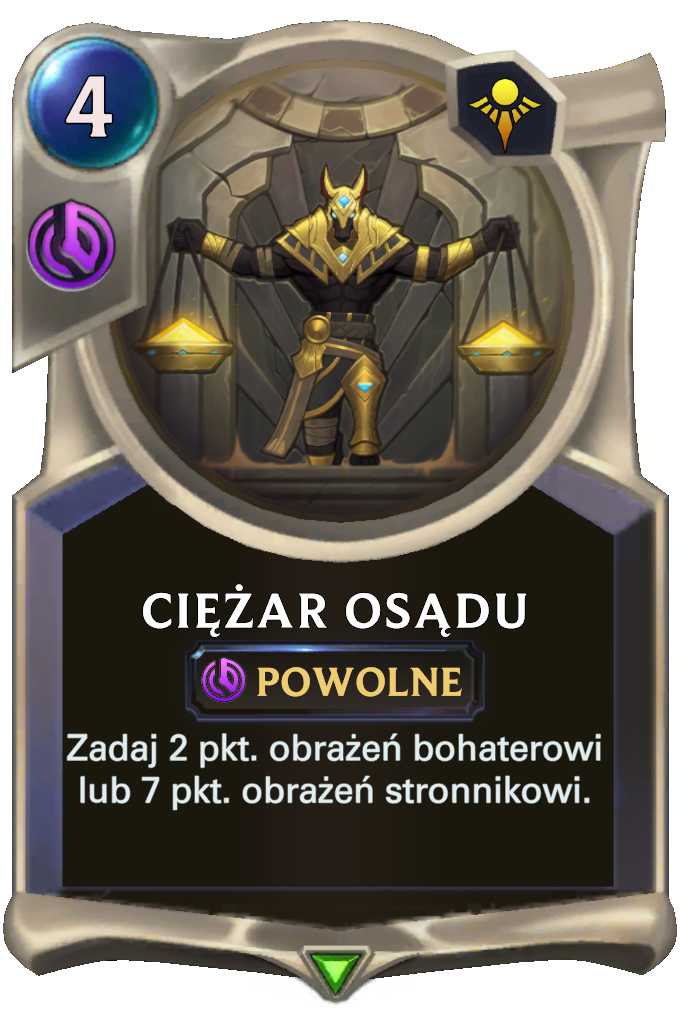 4
CIĘŻAR OSĄDU
POWOLNE
Zadaj 2 pkt. obrażeń bohaterowi
lub 7 pkt. obrażeń stronnikowi.